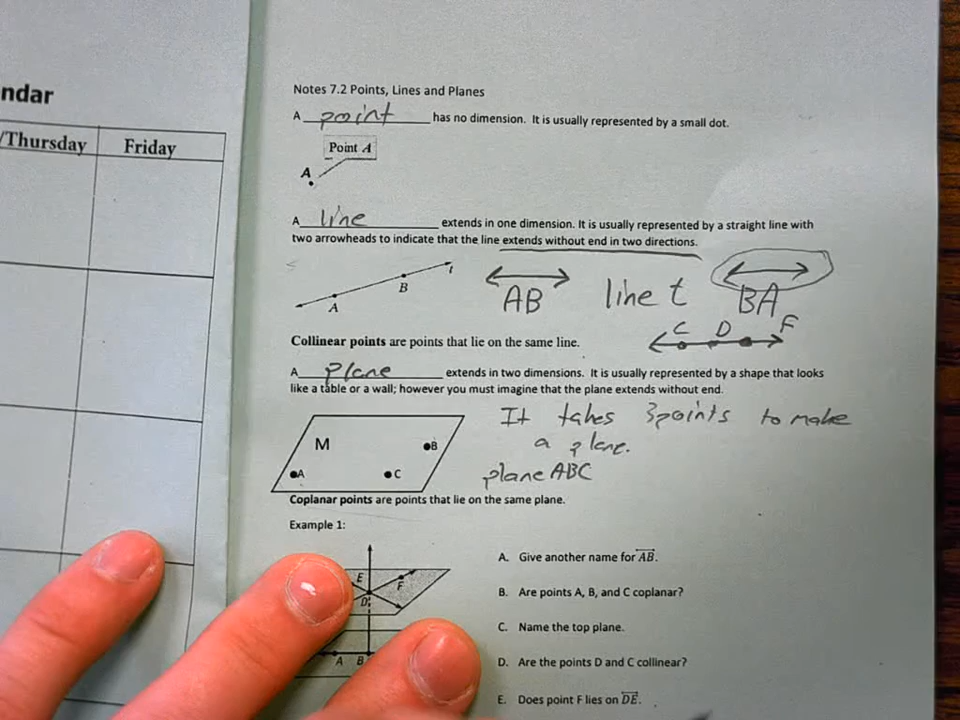 ndar
/Thursday Friday
Notes 7.2 Points, Lines and Planes
A point has no dimension. It is usually represented by a small dot.
Point A
A
A line extends in one dimension. It is usually represented by a straight line with
two arrowheads to indicate that the line extends without end in two directions.
A B t
AB line t BA
C D F
Collinear points are points that lie on the same line.
A plane extends in two dimensions. It is usually represented by a shape that looks
like a table or a wall; however you must imagine that the plane extends without end.
It takes 3points to make
a plane.
plane ABC
M
B
A C
Coplanar points are points that lie on the same plane.
Example 1:
E F
D
A B
A. Give another name for AB.
B. Are points A, B, and C coplanar?
C. Name the top plane.
D. Are the points D and C collinear?
E. Does point F lies on DE.